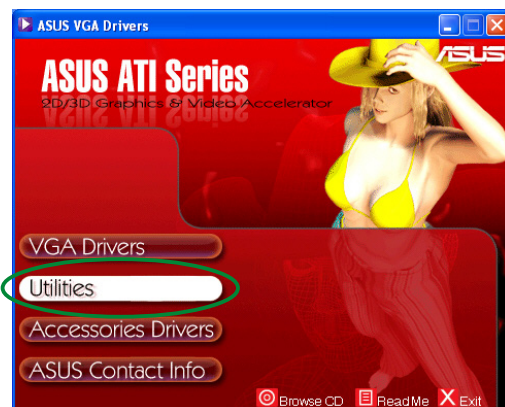 ASUS VGA Drivers
ASUS
ASUS ATI Series
2D/3D Graphics & Video Accelerator
VGA Drivers
Utilities
Accessories Drivers
ASUS Contact Info
Browse CD ReadMe Exit